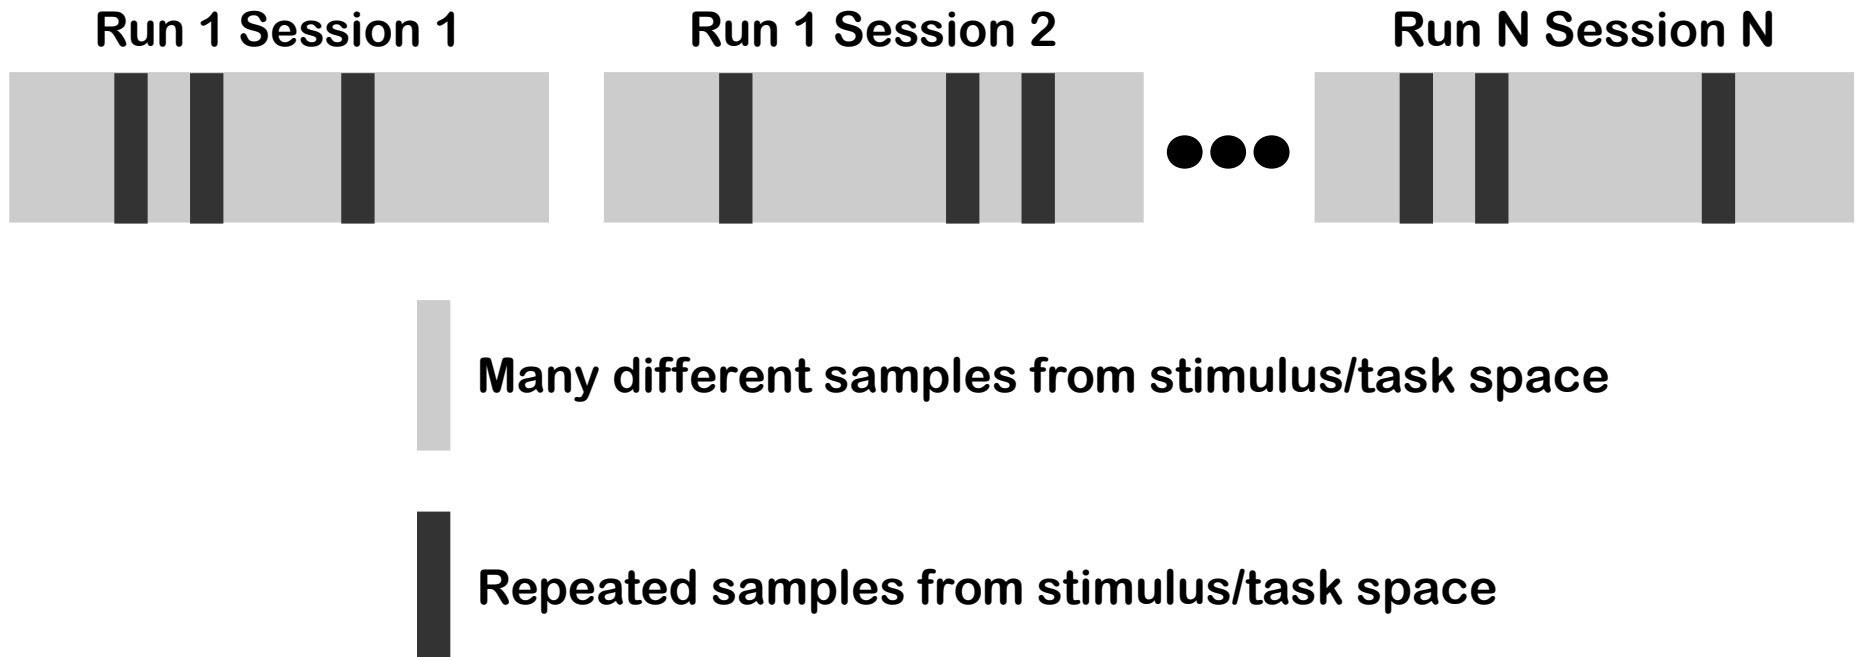 Run 1 Session 1
Run 1 Session 2
Run N Session N
Many different samples from stimulus/task space
Repeated samples from stimulus/task space